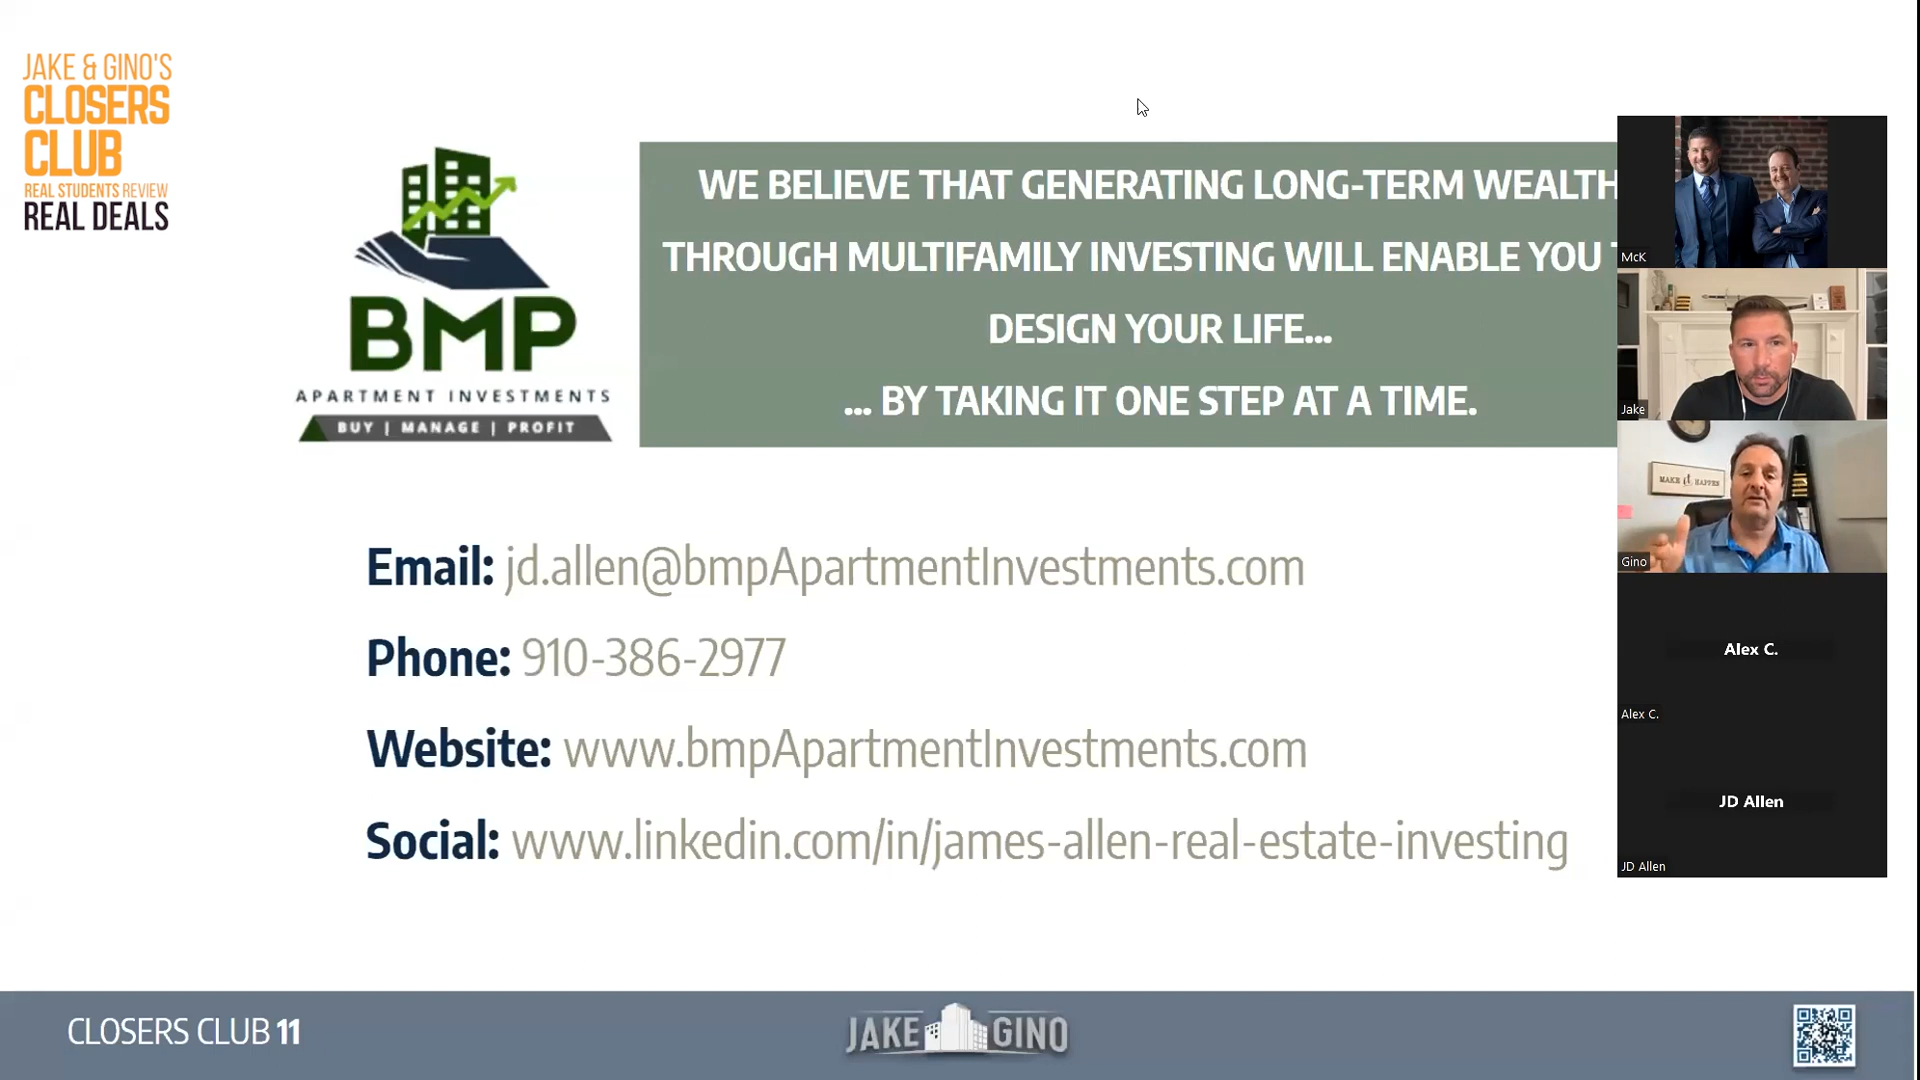 JAKE & GINO'S
CLOSERS
CLUB
REAL STUDENTS REVIEW
REAL DEALS
BMP
APARTMENT INVESTMENTS
BUY | MANAGE | PROFIT
WE BELIEVE THAT GENERATING LONG-TERM WEALTH
THROUGH MULTIFAMILY INVESTING WILL ENABLE YOU
DESIGN YOUR LIFE...
... BY TAKING IT ONE STEP AT A TIME.
Email: jd.allen@bmpApartmentInvestments.com
Phone: 910-386-2977
Website: www.bmpApartmentInvestments.com
Social: www.linkedin.com/in/james-allen-real-estate-investing
McK
Jake
MAKE it HAPPEN
Gino
Alex C.
Alex C.
JD Allen
JD Allen
CLOSERS CLUB 11
JAKE GINO